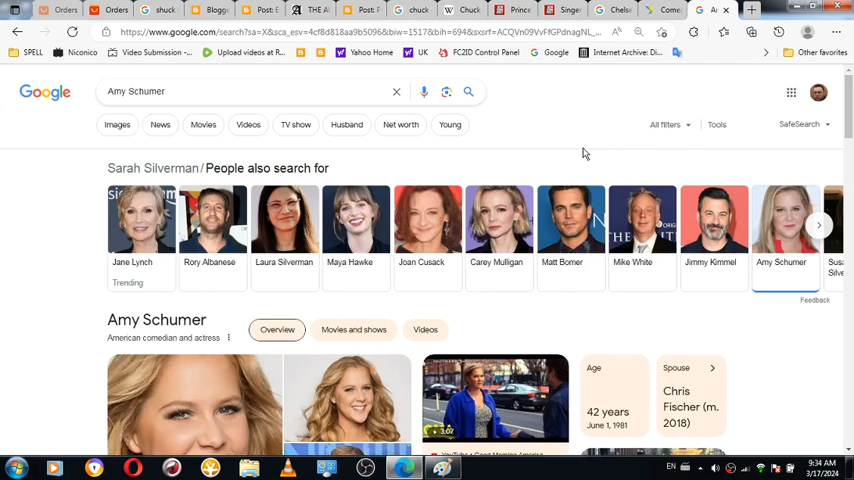 Orders
Orders
shuck
Blogge
Post: E
THE AI
Post: F
chuck
Chuck
Prince
Singer
Chelse
Come
A
https://www.google.com/search?sa=X&sca_esv=4cf8d818aa9b5096&biw=1517&bih=694&sxsrf=ACQVn09VvFfGPdnagNL_...
SPELL
Niconico
Video Submission -...
Upload videos at R...
Yahoo Home
UK
FC2ID Control Panel
Google
Internet Archive: Di...
Other favorites
Google
Amy Schumer
Images
News
Movies
Videos
TV show
Husband
Net worth
Young
All filters
Tools
SafeSearch
Sarah Silverman/People also search for
Jane Lynch
Rory Albanese
Laura Silverman
Maya Hawke
Joan Cusack
Carey Mulligan
Matt Bomer
Mike White
Jimmy Kimmel
Amy Schumer
Susa
Silve
Trending
Feedback
Amy Schumer
American comedian and actress
Overview
Movies and shows
Videos
Age
42 years
June 1, 1981
Spouse
Chris
Fischer (m.
2018)
3:07
EN
9:34 AM
3/17/2024